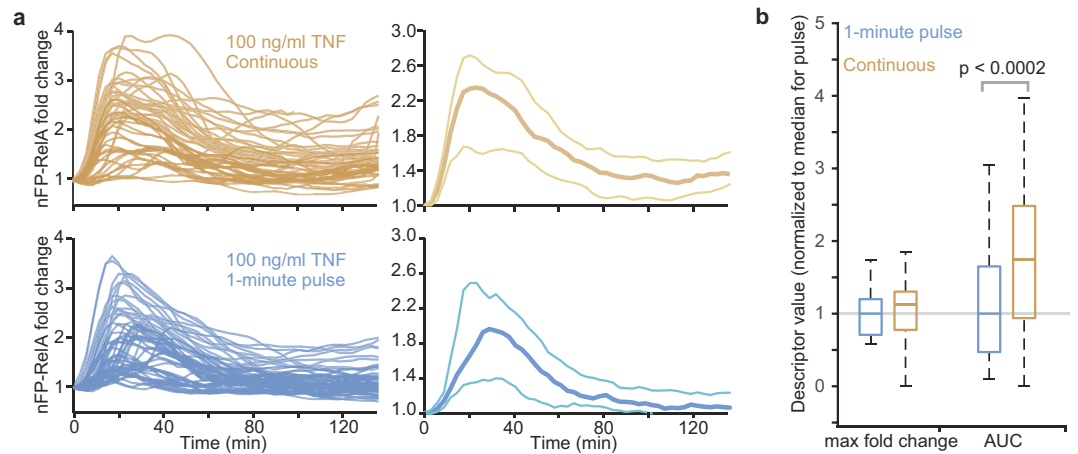 a
nFP-RelA fold change
4
3
2
1
100 ng/ml TNF
Continuous
3.0
2.6
2.2
1.8
1.4
1.0
nFP-RelA fold change
4
3
2
1
100 ng/ml TNF
1-minute pulse
0
40
80
120
Time (min)
3.0
2.6
2.2
1.8
1.4
1.0
0
40
80
120
Time (min)
b
Descriptor value (normalized to median for pulse)
5
4
3
2
1
0
1-minute pulse
Continuous
p < 0.0002
max fold change
AUC